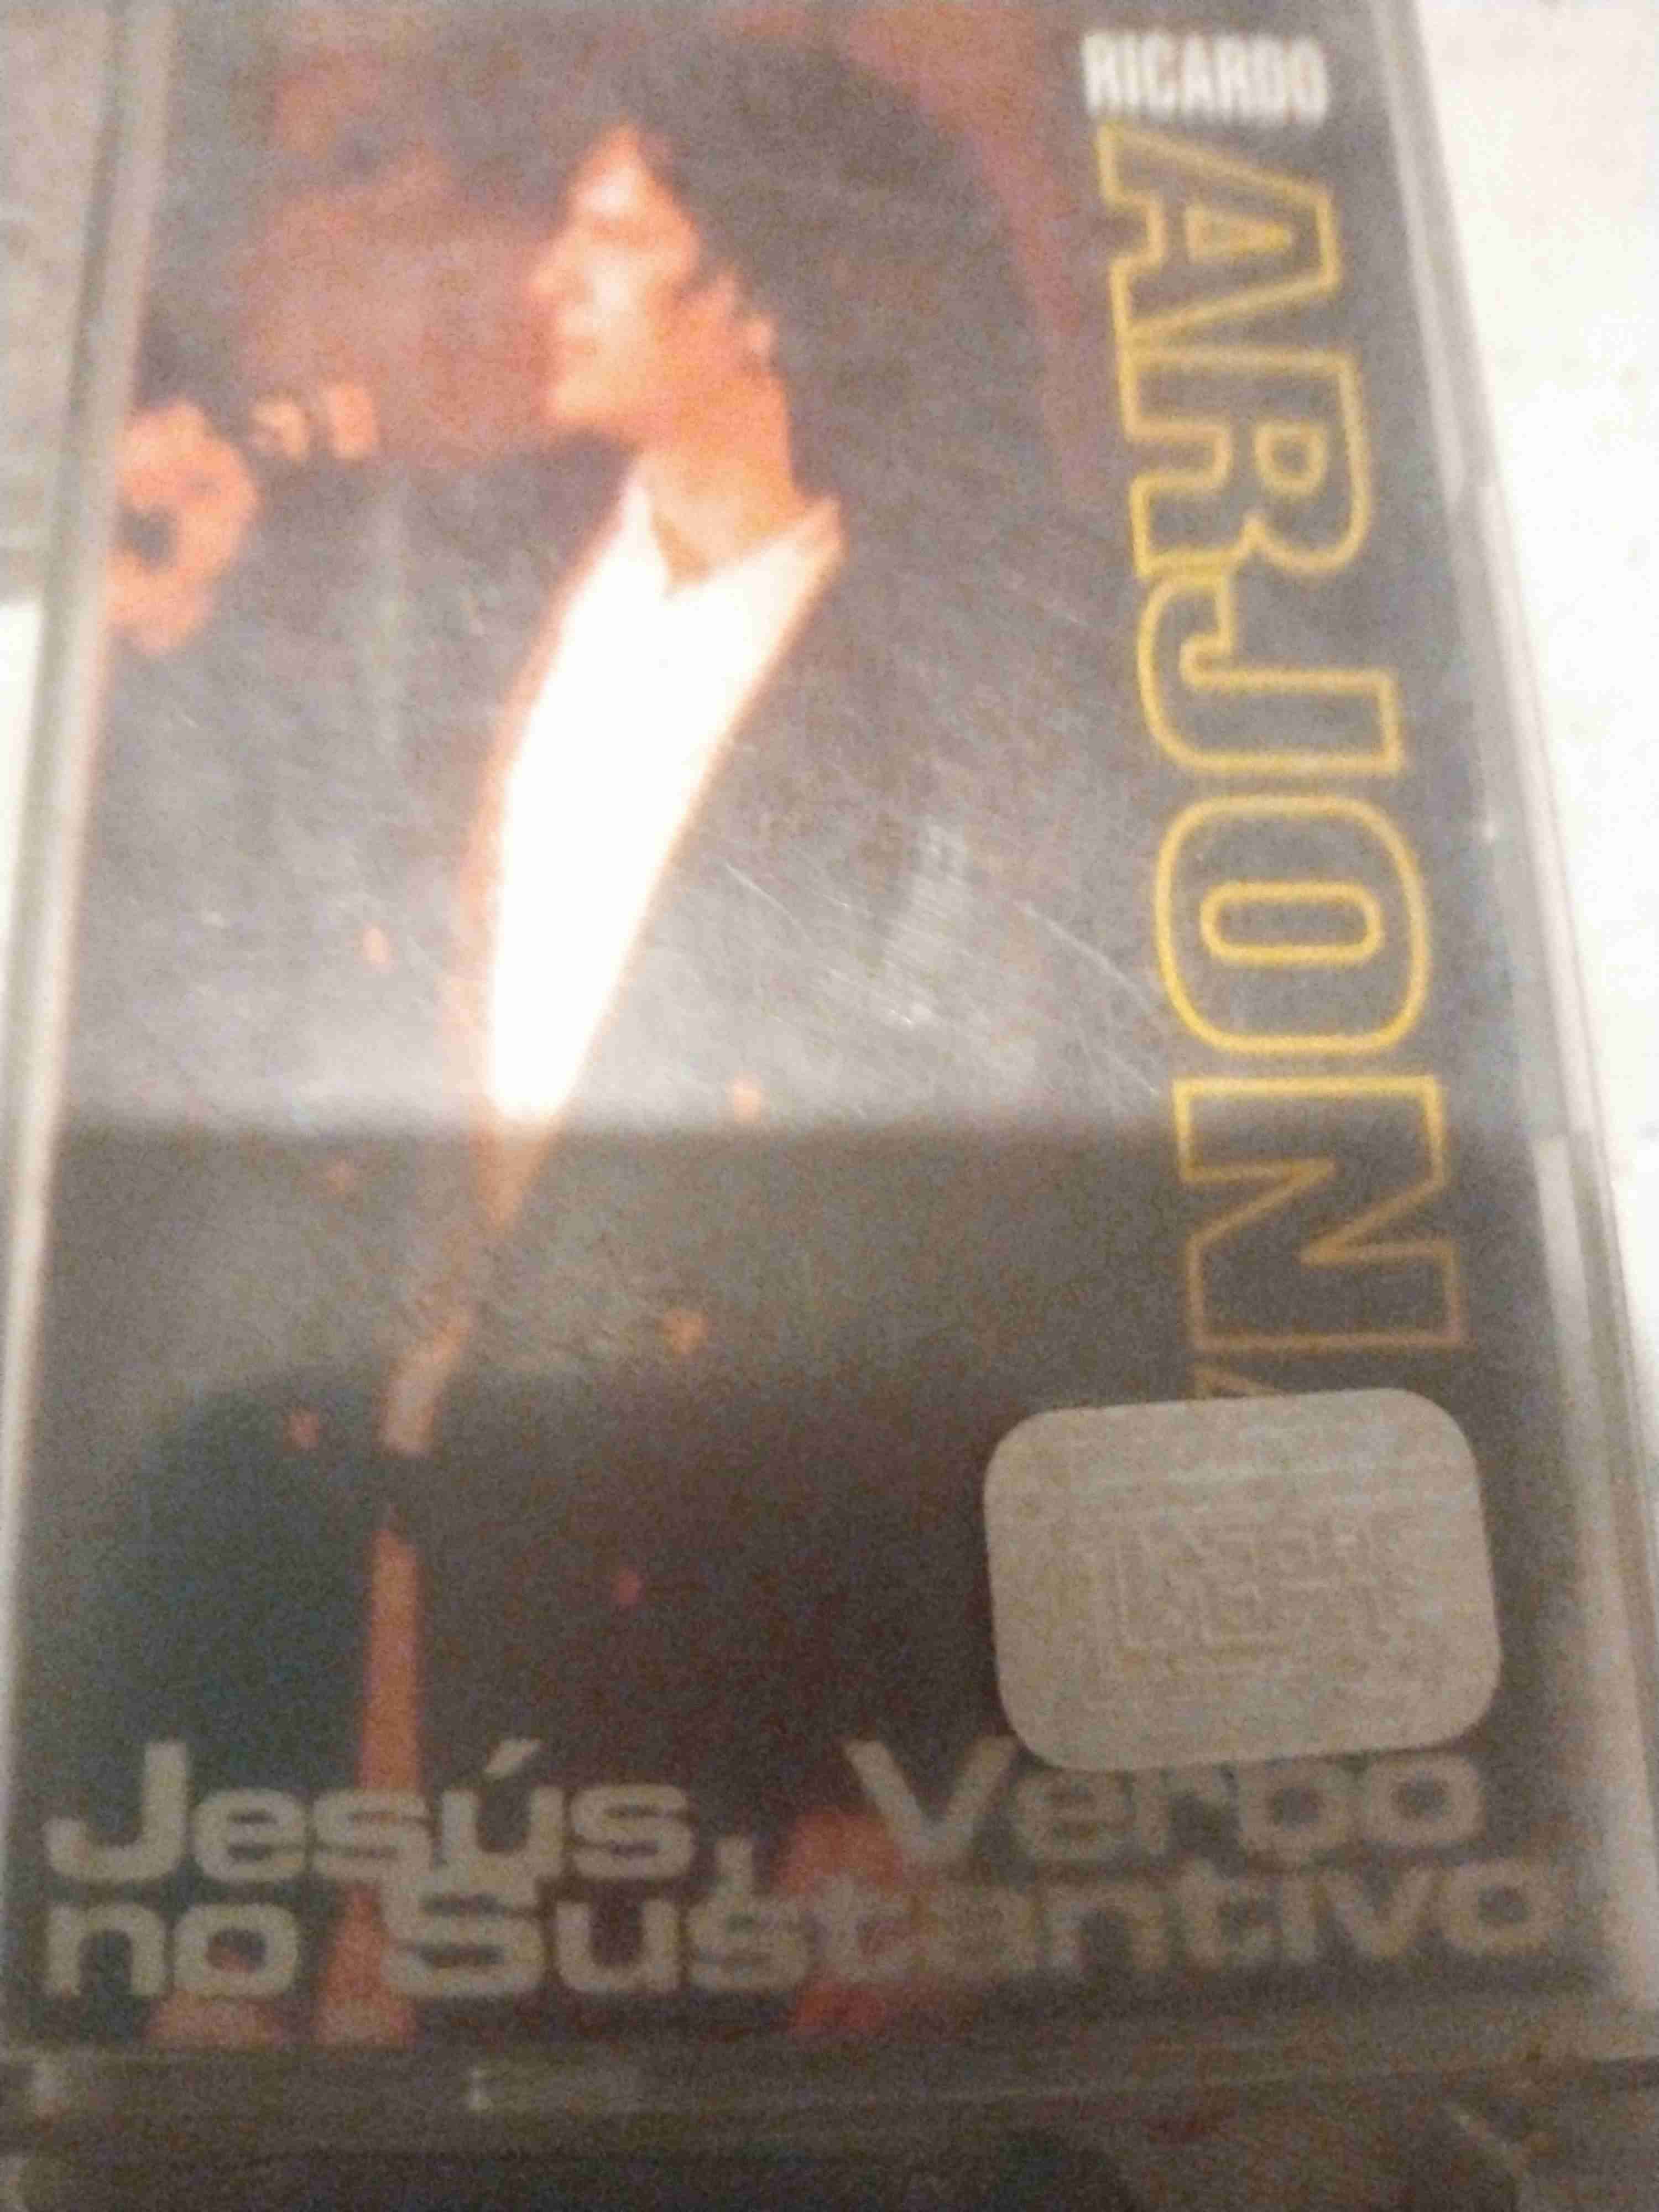 RICARDO
ARJONA
Jesús, Verbo
no Sustantivo